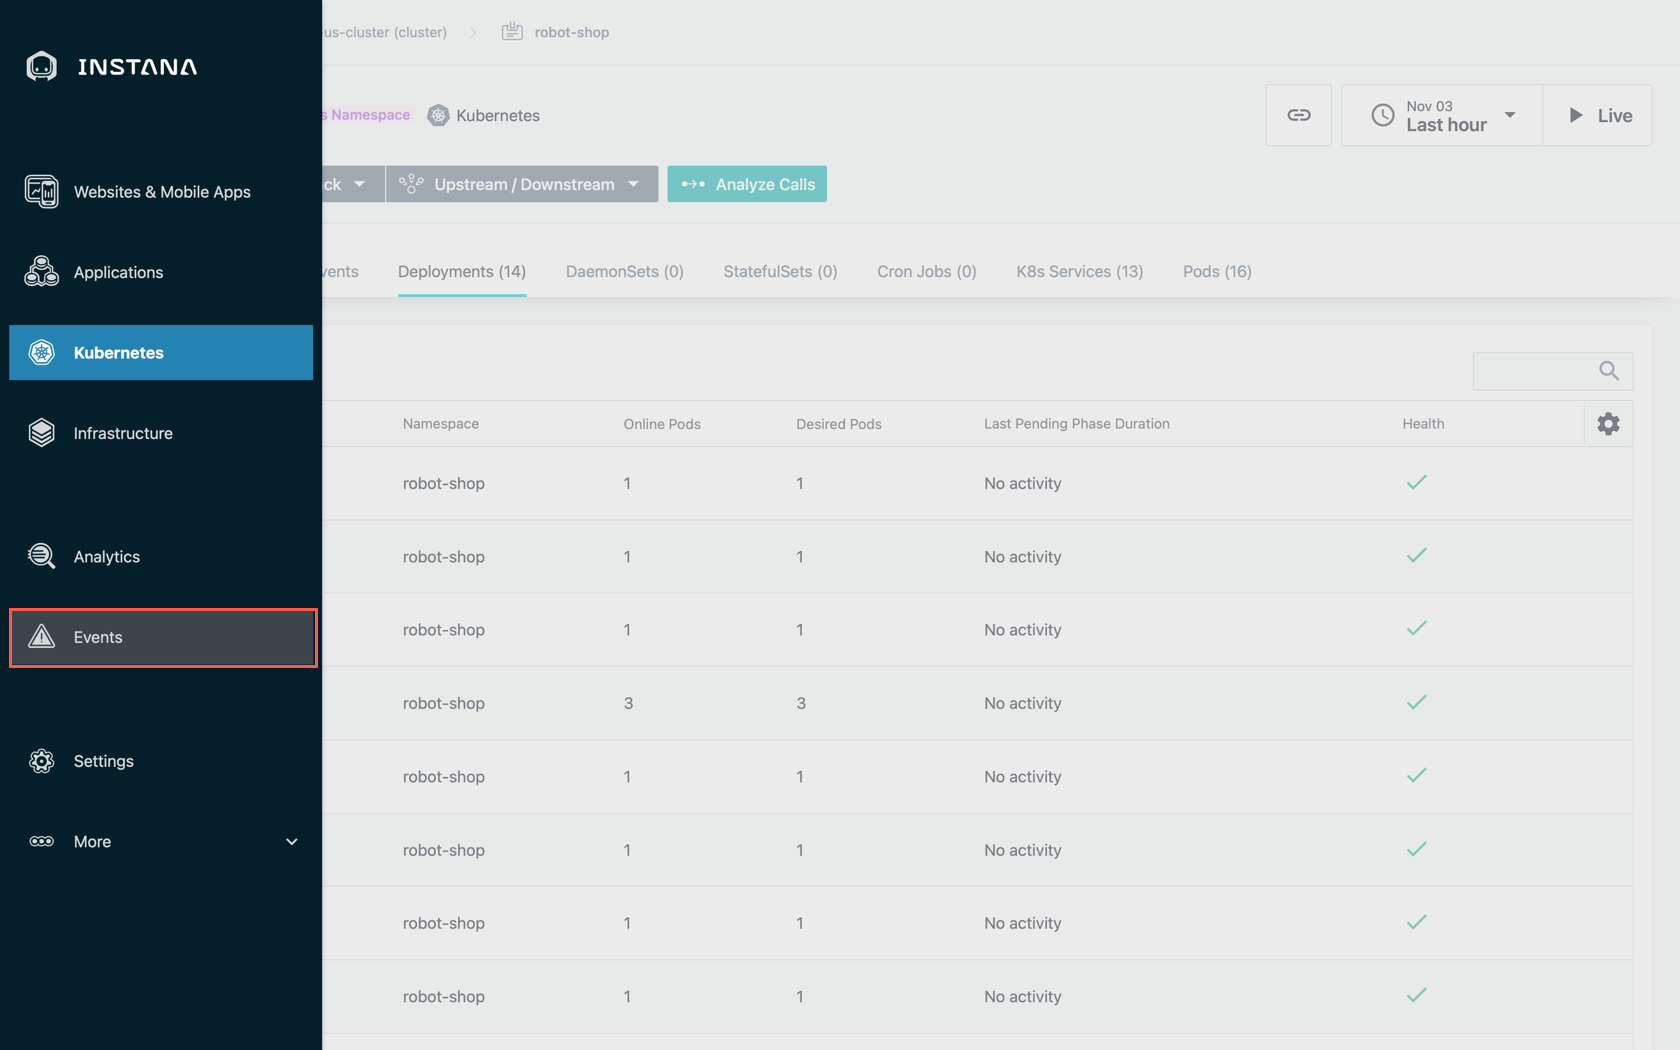 INSTANA
Websites & Mobile Apps
Applications
Kubernetes
Infrastructure
Analytics
Events
Settings
More
us-cluster (cluster)
robot-shop
s Namespace
Kubernetes
Nov 03
Last hour
Live
Upstream / Downstream
Analyze Calls
Deployments (14)
DaemonSets (0)
StatefulSets (0)
Cron Jobs (0)
K8s Services (13)
Pods (16)
Namespace Online Pods Desired Pods Last Pending Phase Duration Health
robot-shop 1 1 No activity
robot-shop 1 1 No activity
robot-shop 1 1 No activity
robot-shop 3 3 No activity
robot-shop 1 1 No activity
robot-shop 1 1 No activity
robot-shop 1 1 No activity
robot-shop 1 1 No activity